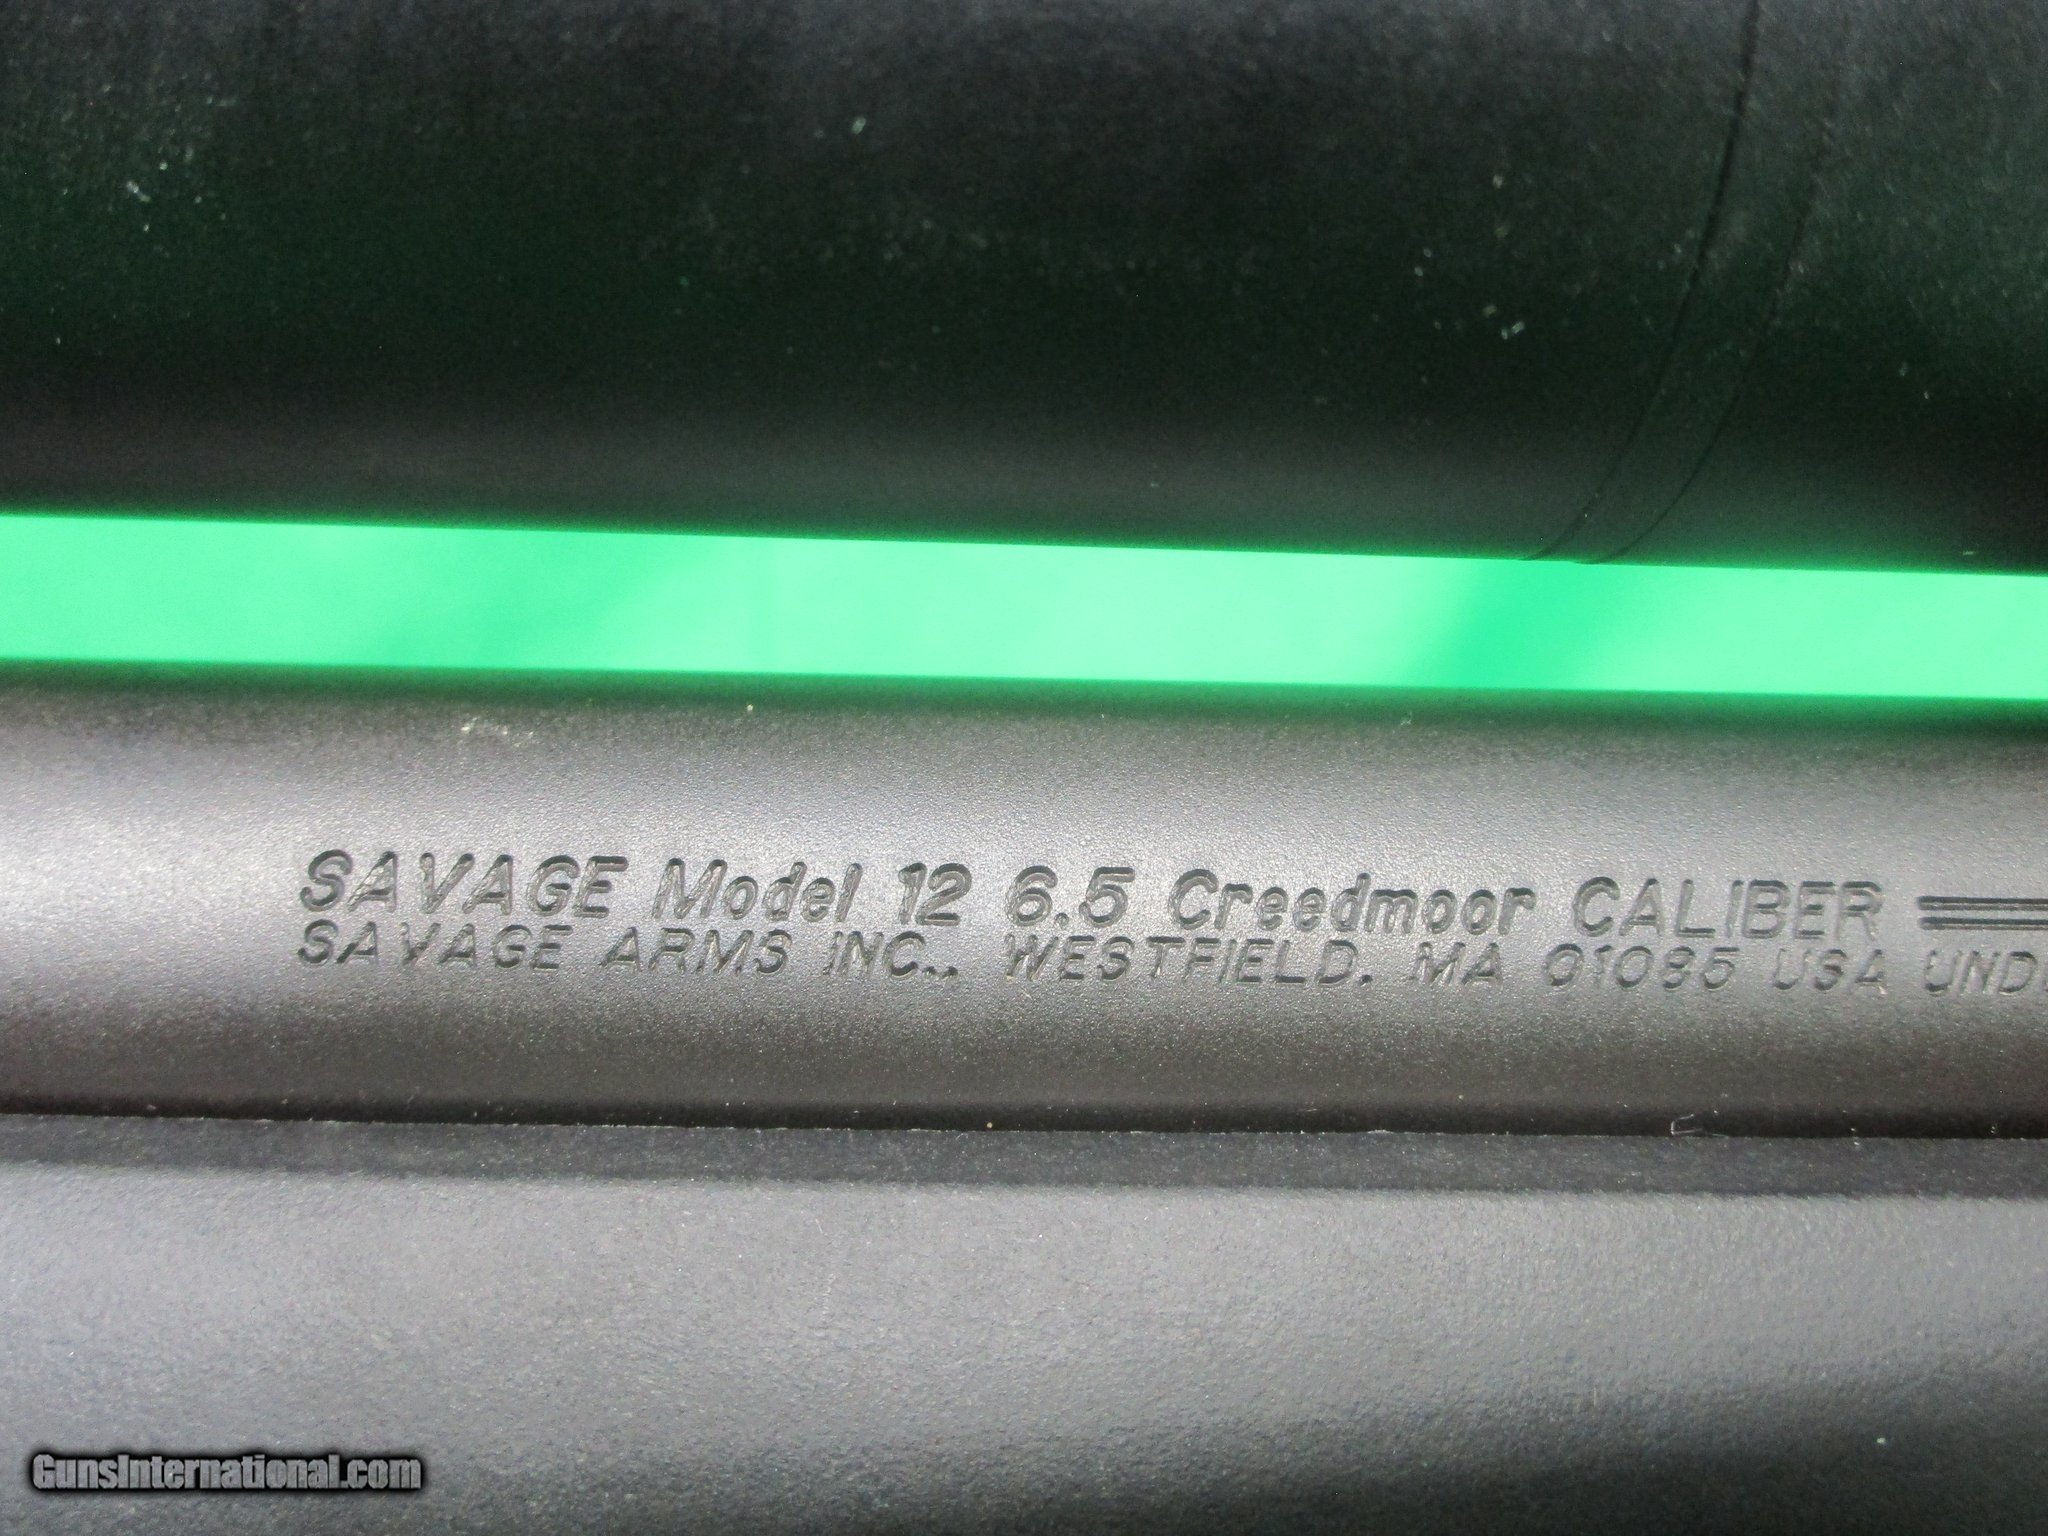 SAVAGE Model 12 6.5 Creedmoor CALIBER
SAVAGE ARMS INC., WESTFIELD, MA 01085 USA
GunsInternational.com